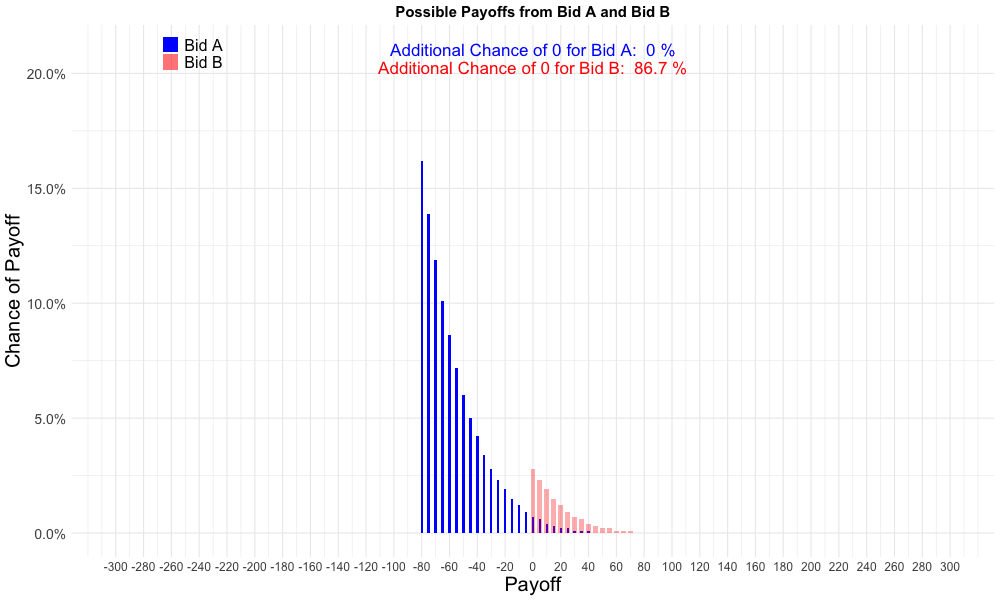 Possible Payoffs from Bid A and Bid B
Bid A
Bid B
Additional Chance of 0 for Bid A:  0 %
Additional Chance of 0 for Bid B:  86.7 %
Chance of Payoff
20.0%
15.0%
10.0%
5.0%
0.0%
-300 -280 -260 -240 -220 -200 -180 -160 -140 -120 -100 -80 -60 -40 -20 0 20 40 60 80 100 120 140 160 180 200 220 240 260 280 300
Payoff